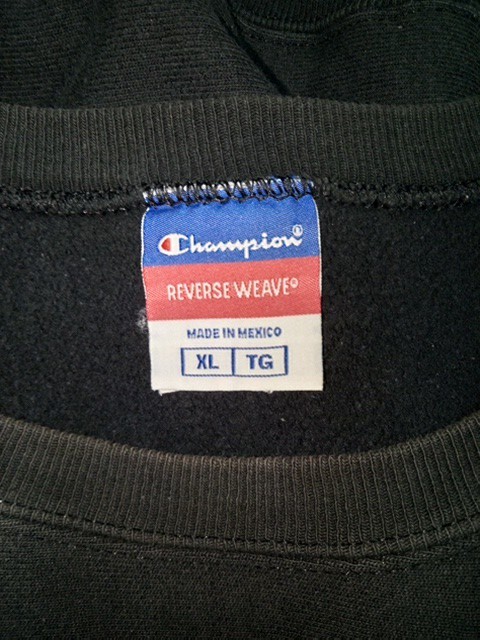 Champion®
REVERSE WEAVE®
MADE IN MEXICO
XL TG